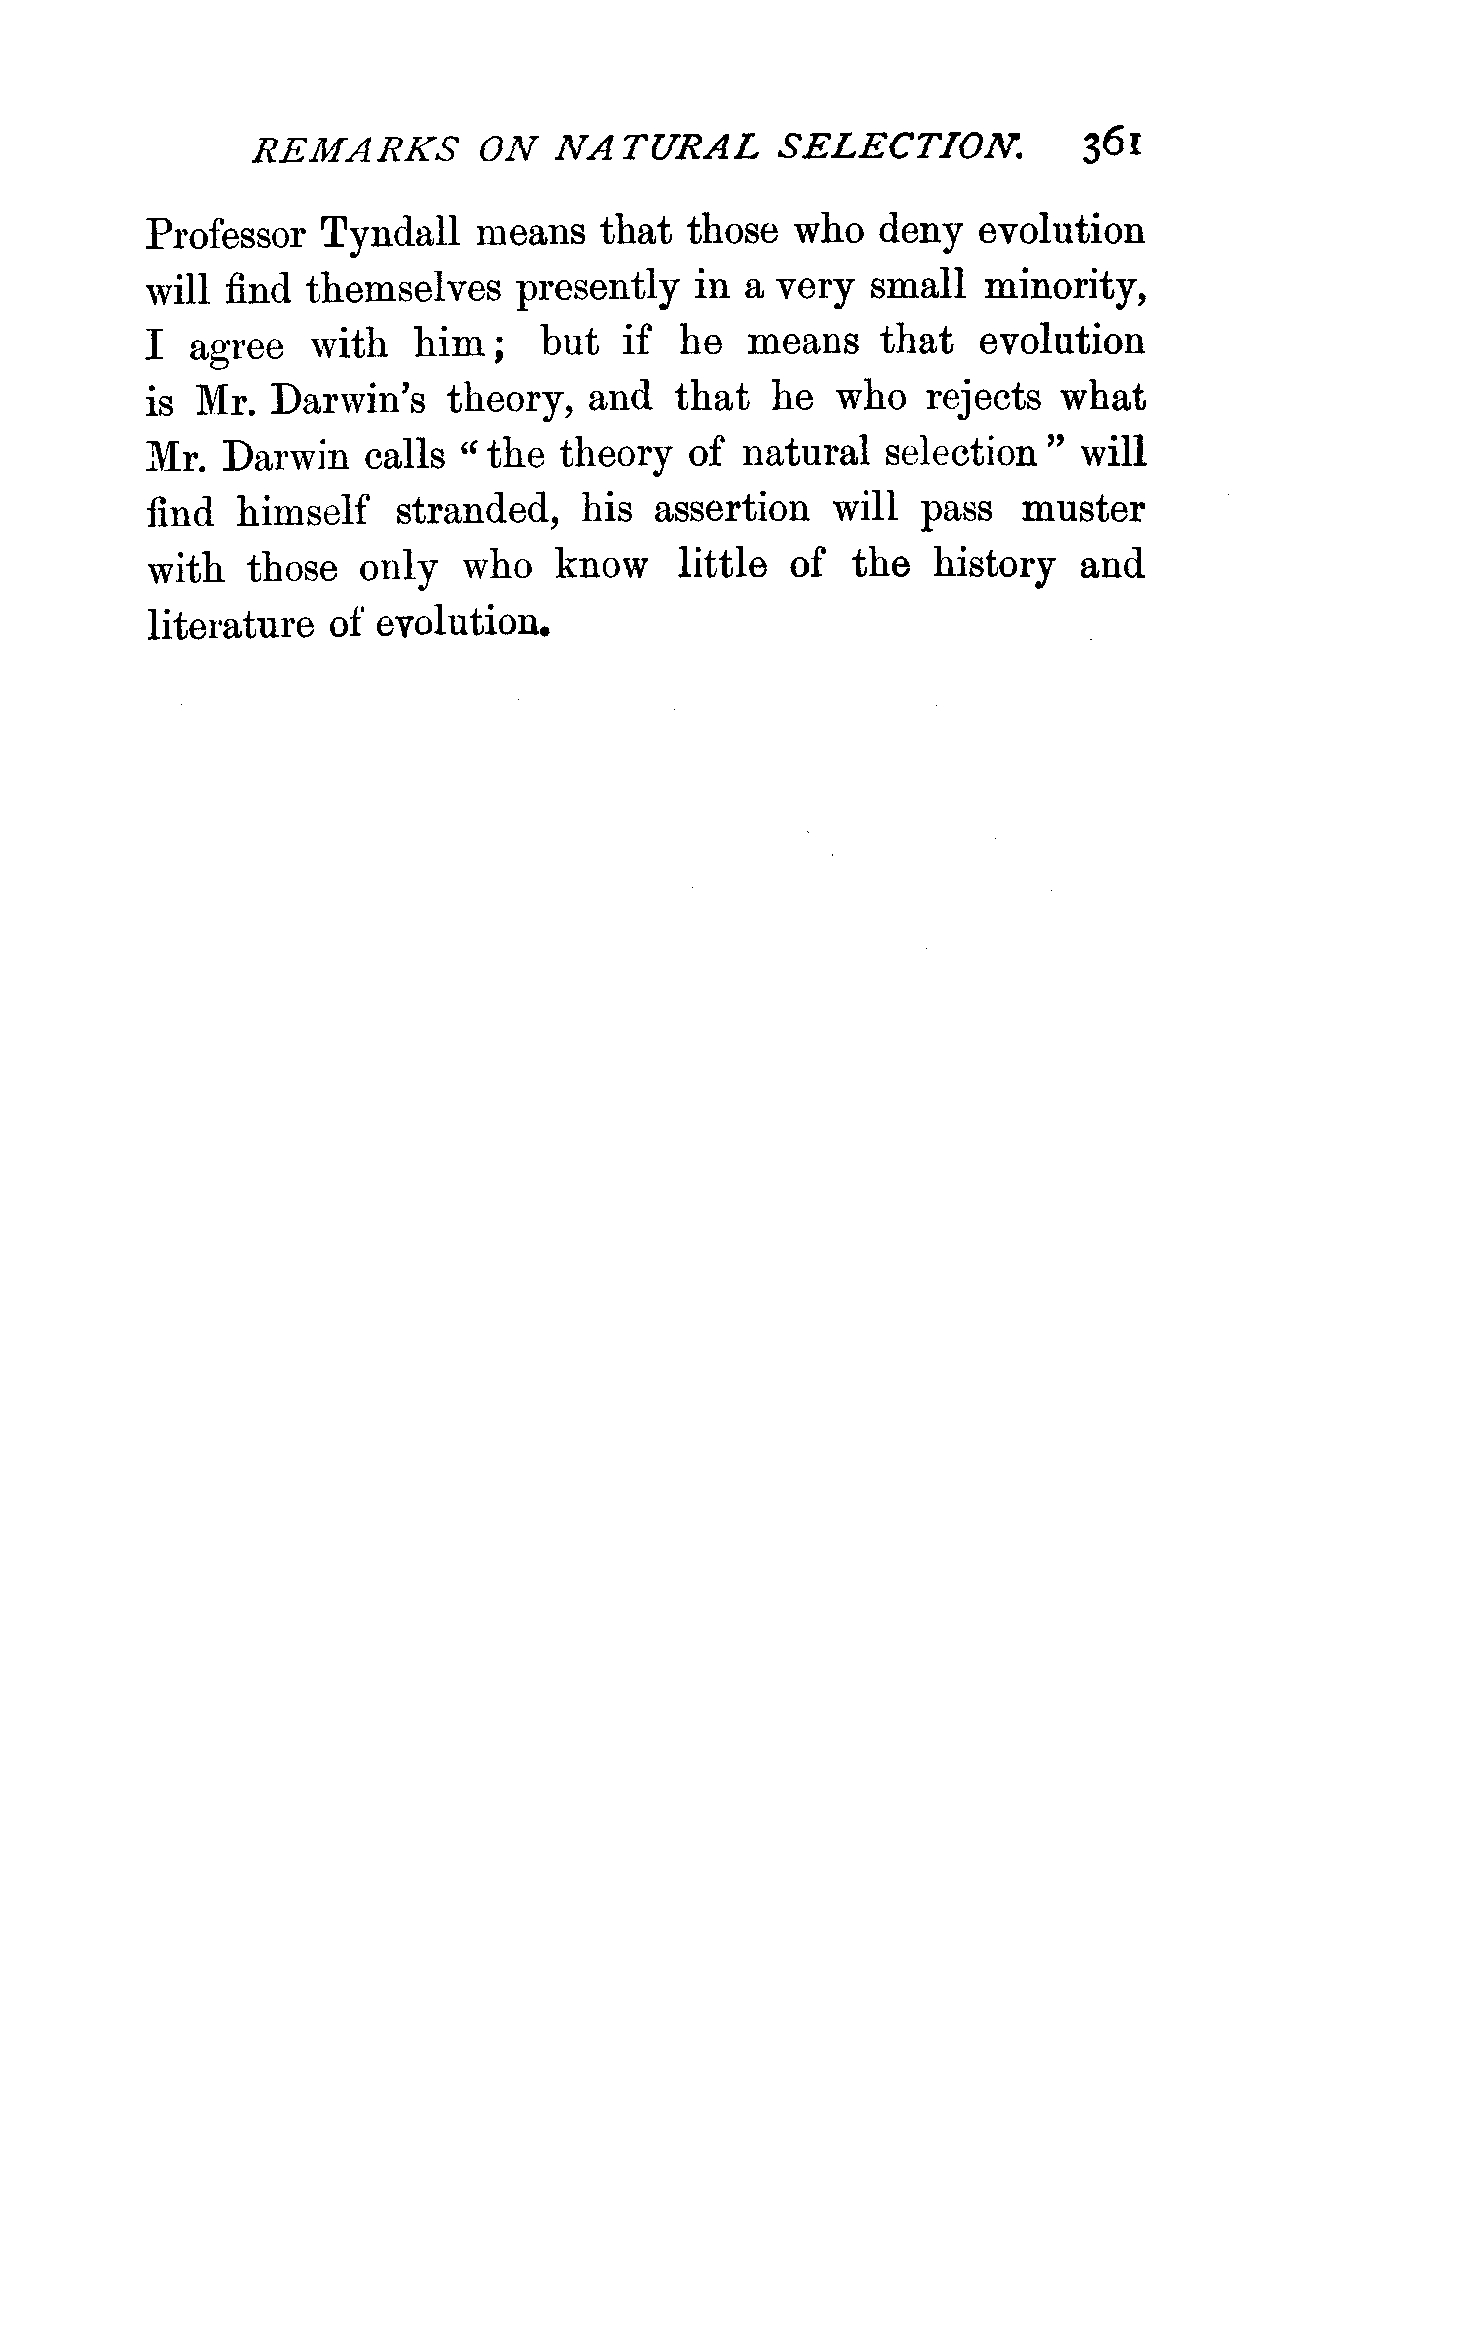 REMARKS ON NATURAL SELECTION. 361
Professor Tyndall means that those who deny evolution
will find themselves presently in a very small minority,
I agree with him; but if he means that evolution
is Mr. Darwin's theory, and that he who rejects what
Mr. Darwin calls “the theory of natural selection” will
find himself stranded, his assertion will pass muster
with those only who know little of the history and
literature of evolution.